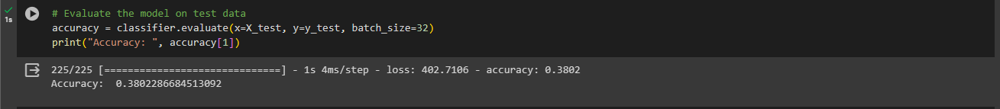 # Evaluate the model on test data
1s
accuracy = classifier.evaluate(x=X_test, y=y_test, batch_size=32)
print("Accuracy: ", accuracy[1])
225/225 [==============================] - 1s 4ms/step - loss: 402.7106 - accuracy: 0.3802
Accuracy:  0.3802286684513092